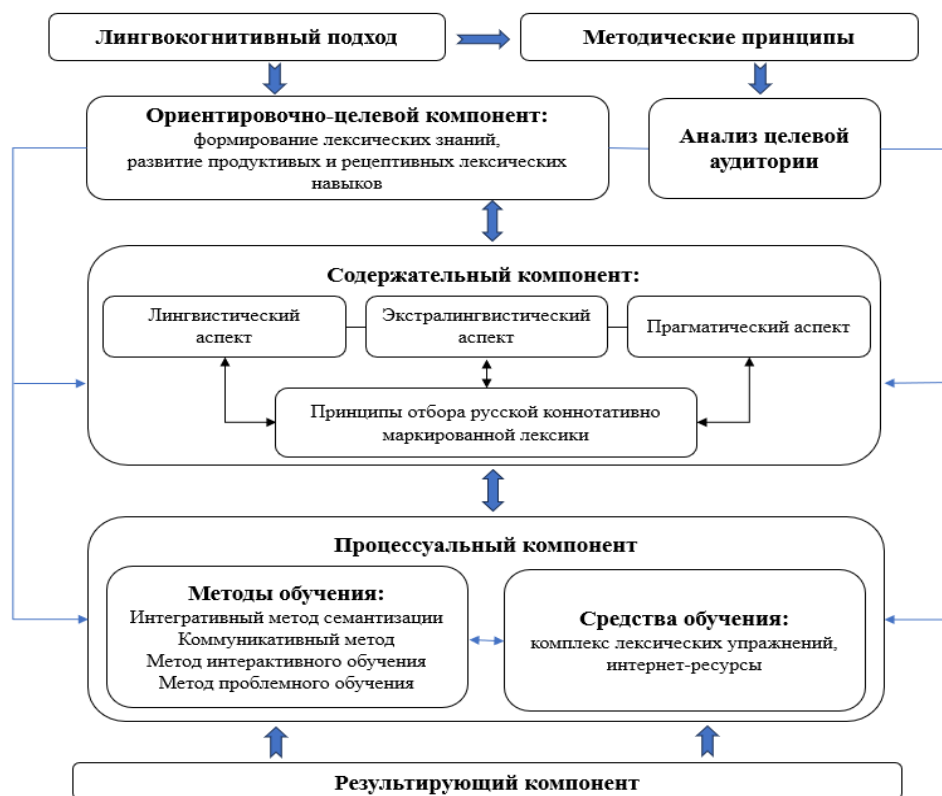 Лингвокогнитивный подход
Методические принципы
Ориентировочно-целевой компонент:
формирование лексических знаний,
развитие продуктивых и рецептивных лексических
навыков
Анализ целевой
аудитории
Содержательный компонент:
Лингвистический
аспект
Экстралингвистический
аспект
Прагматический аспект
Принципы отбора русской коннотативно
маркированной лексики
Процессуальный компонент
Методы обучения:
Интегративный метод семантизации
Коммуникативный метод
Метод интерактивного обучения
Метод проблемного обучения
Средства обучения:
комплекс лексических упражнений,
интернет-ресурсы
Результирующий компонент